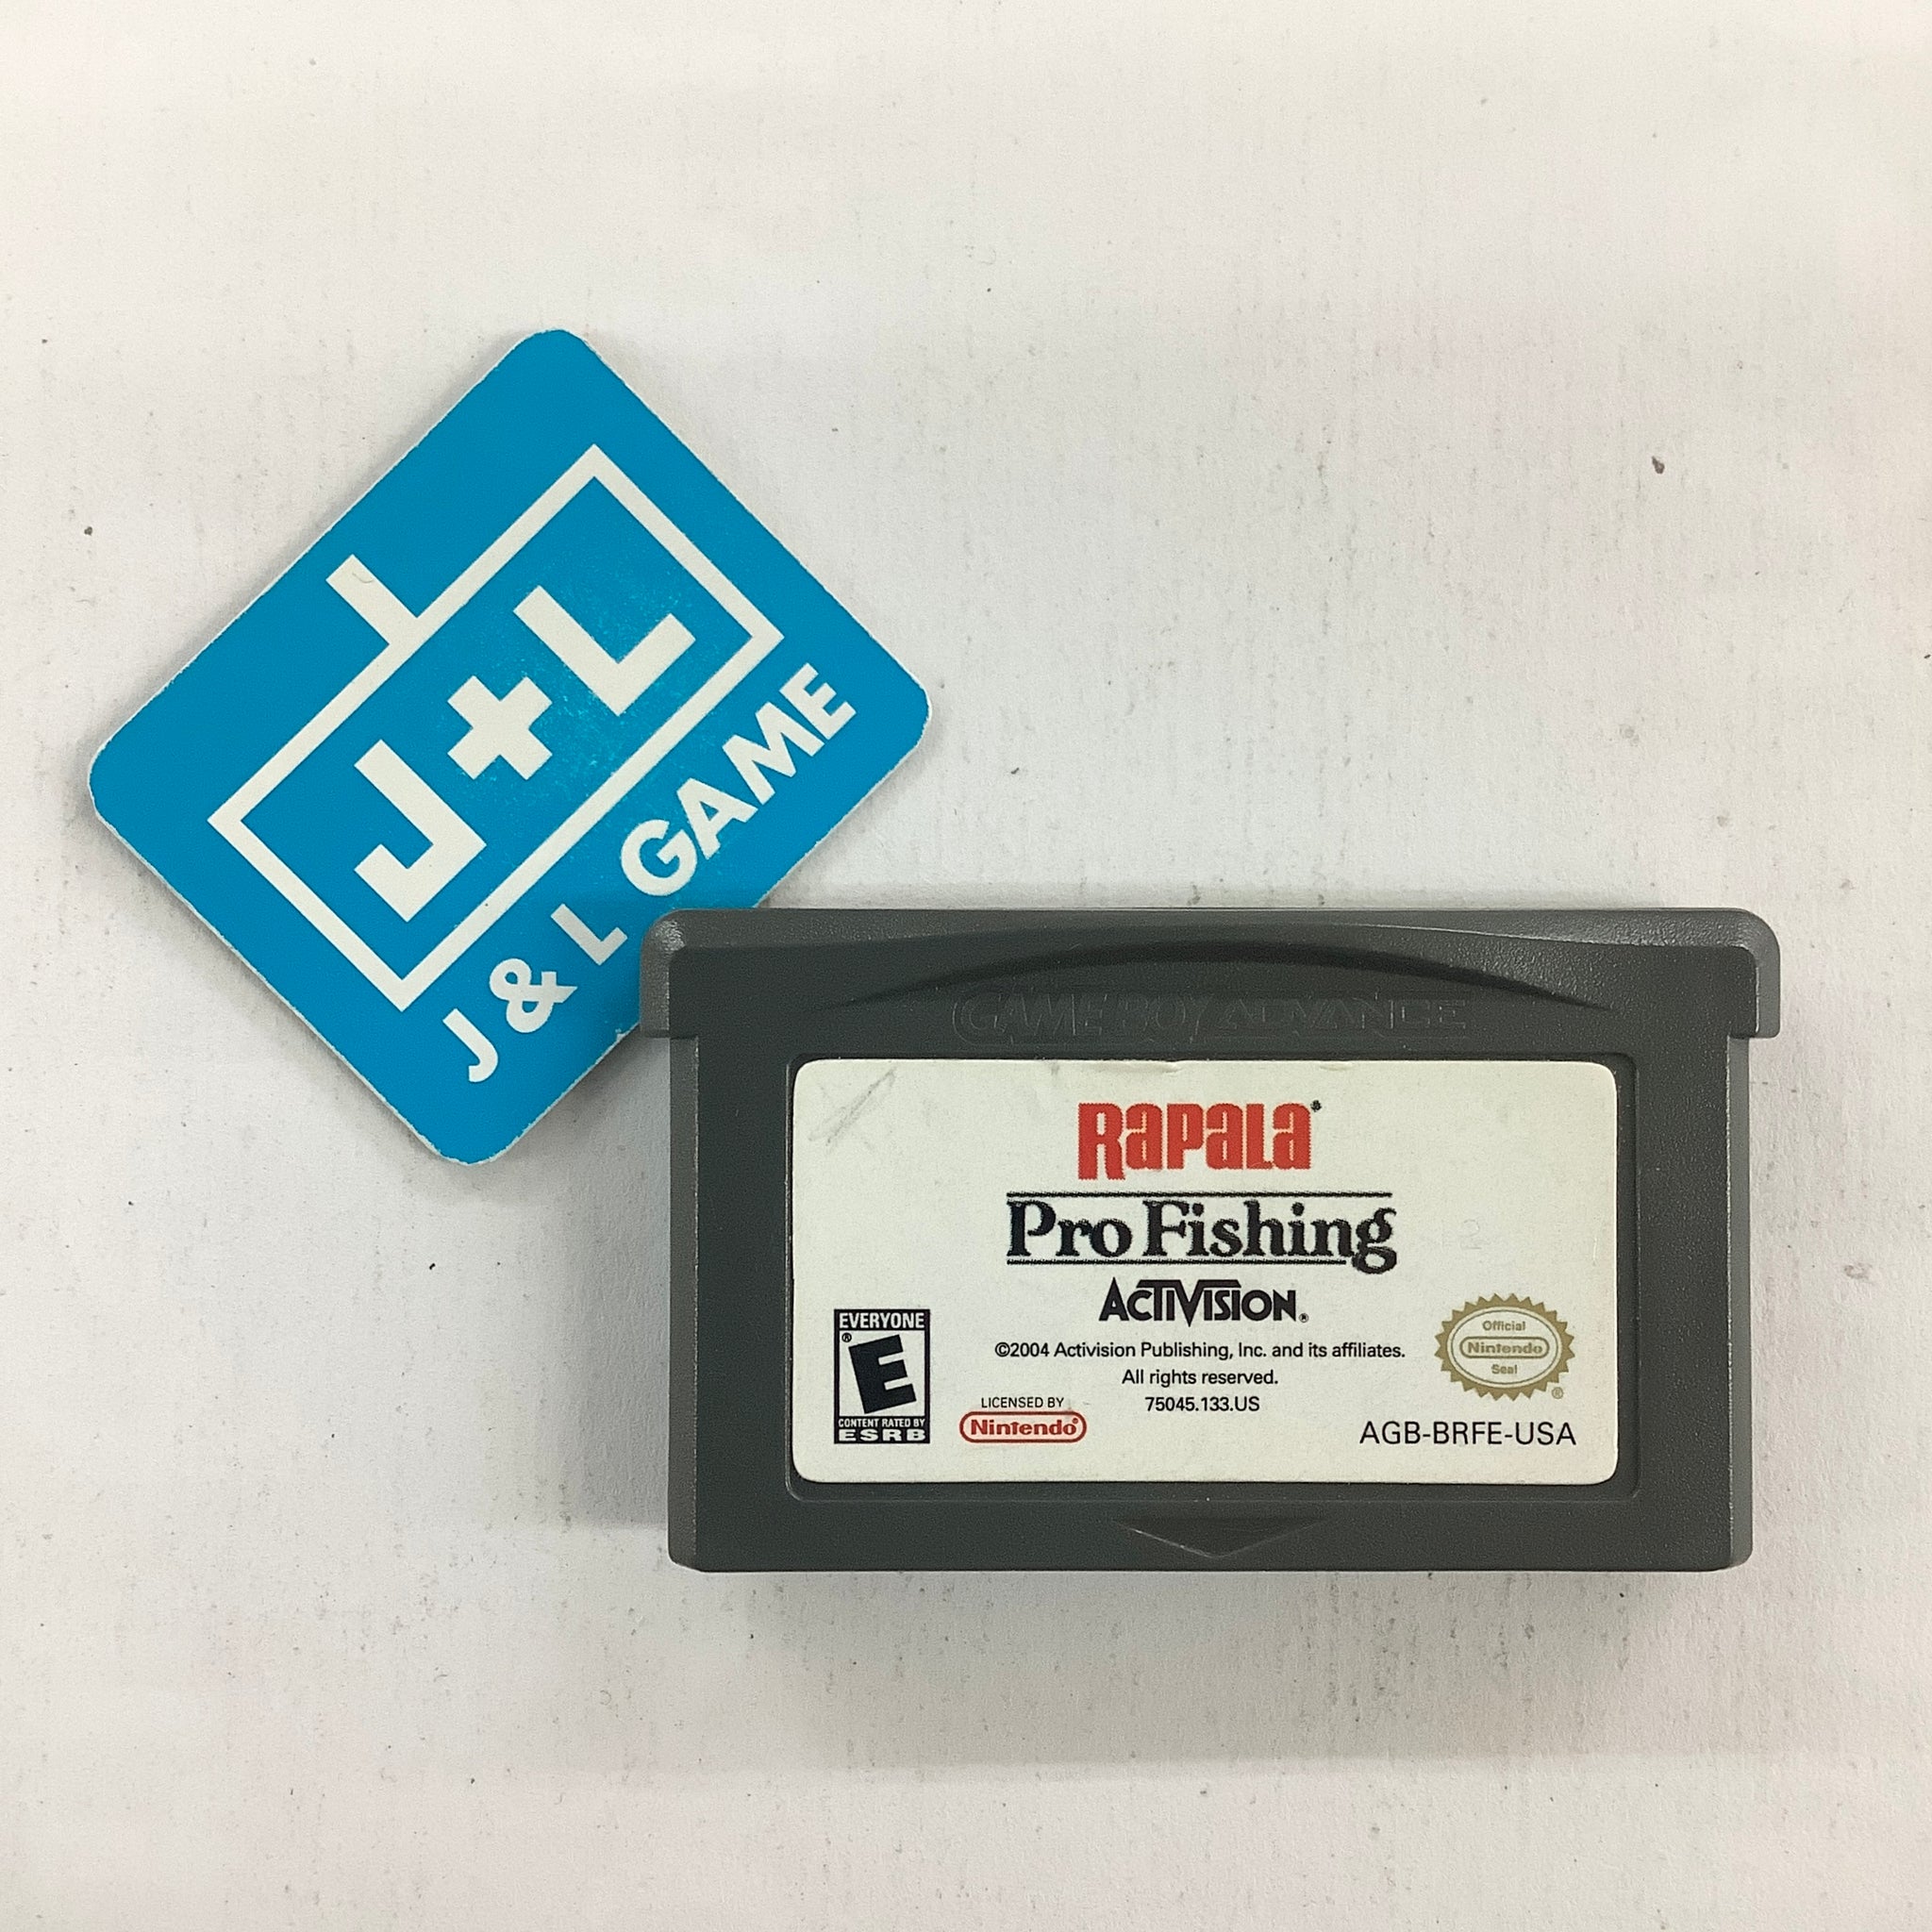 J+L
J & L GAME
GAME BOY ADVANCE
RAPALA
Pro Fishing
ACTIVISION®
©2004 Activision Publishing, Inc. and its affiliates.
All rights reserved.
75045.133.US
EVERYONE
E®
CONTENT RATED BY
ESRB
LICENSED BY
Nintendo®
Official
Nintendo
Seal®
AGB-BRFE-USA